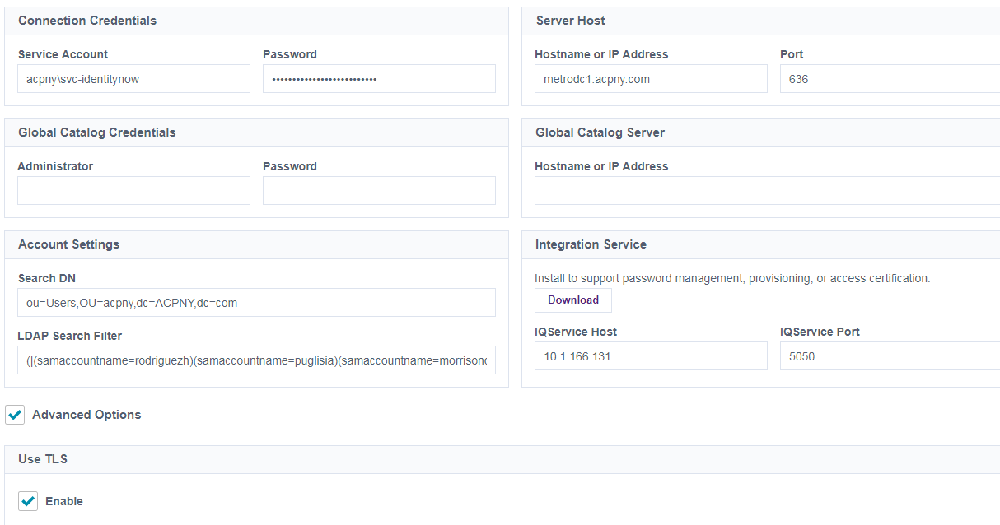 Connection Credentials
Service Account Password
acpny\svc-identitynow ••••••••••••••••••••••••••
Server Host
Hostname or IP Address Port
metrodc1.acpny.com 636
Global Catalog Credentials
Administrator Password
Global Catalog Server
Hostname or IP Address
Account Settings
Search DN
ou=Users,OU=acpny,dc=ACPNY,dc=com
LDAP Search Filter
(|(samaccountname=rodriguezh)(samaccountname=puglisia)(samaccountname=morrisono
Integration Service
Install to support password management, provisioning, or access certification.
Download
IQService Host IQService Port
10.1.166.131 5050
Advanced Options
Use TLS
Enable